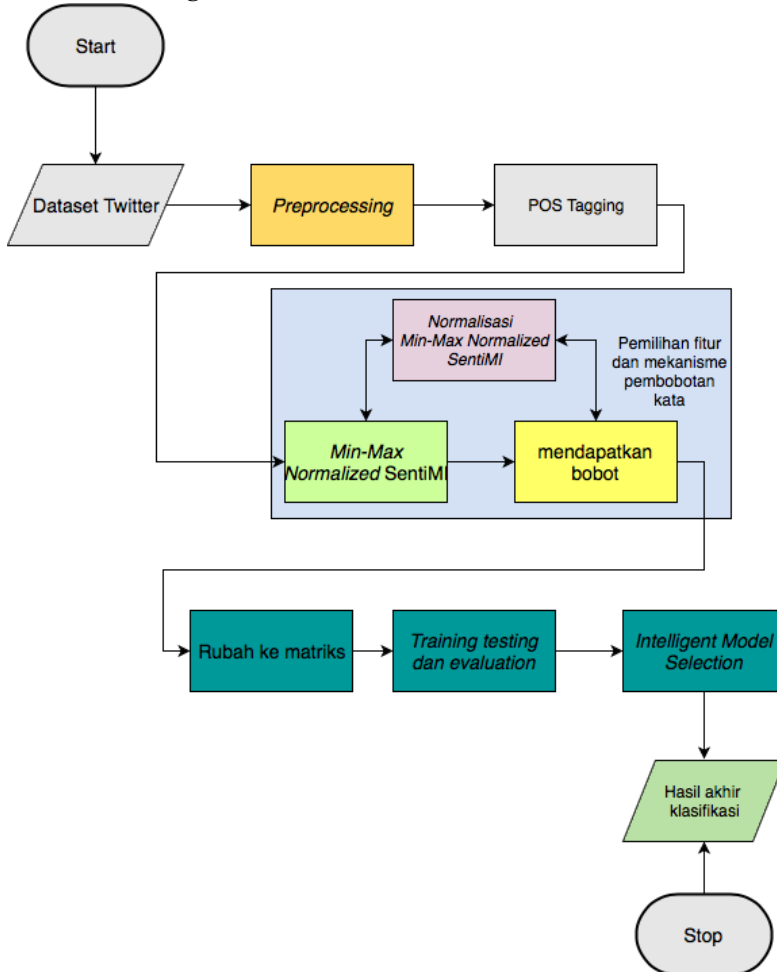 Start
Dataset Twitter
Preprocessing
POS Tagging
Normalisasi
Min-Max Normalized
SentiMI
Pemilihan fitur
dan mekanisme
pembobotan
kata
Min-Max
Normalized SentiMI
mendapatkan
bobot
Rubah ke matriks
Training testing
dan evaluation
Intelligent Model
Selection
Hasil akhir
klasifikasi
Stop